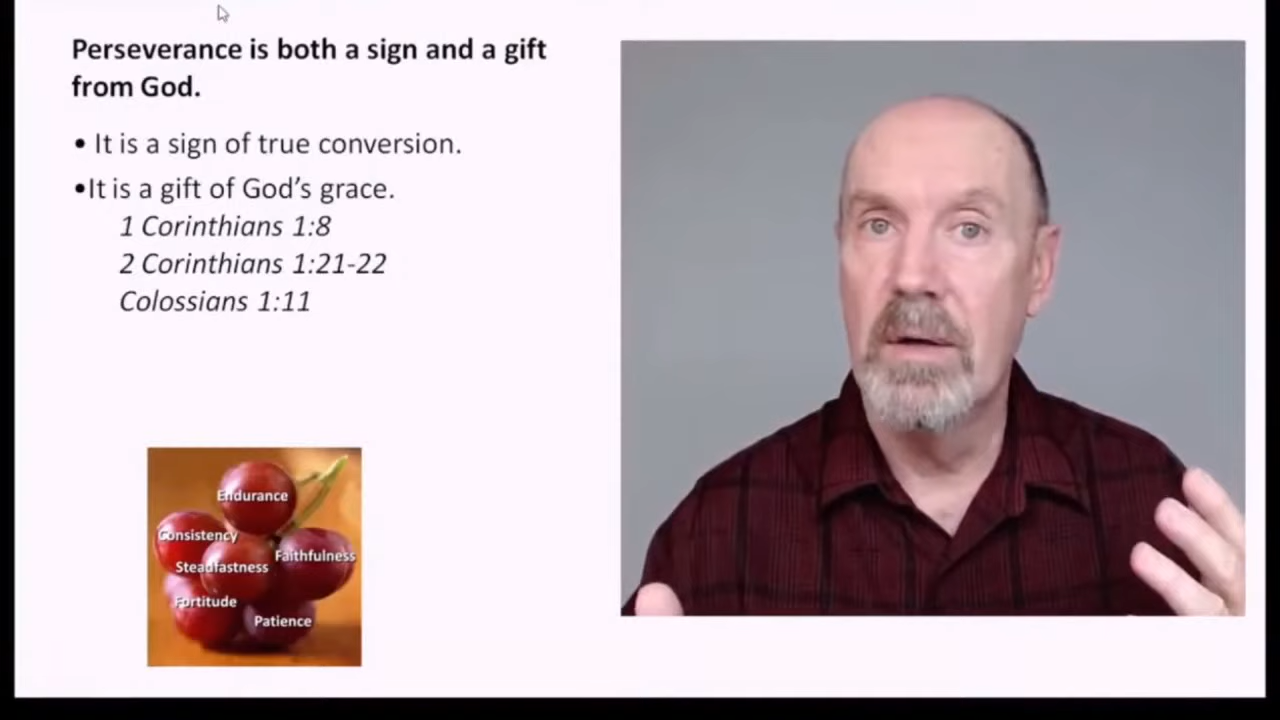 Perseverance is both a sign and a gift
from God.
• It is a sign of true conversion.
•It is a gift of God's grace.
1 Corinthians 1:8
2 Corinthians 1:21-22
Colossians 1:11
Endurance
Consistency
Faithfulness
Steadfastness
Fortitude
Patience